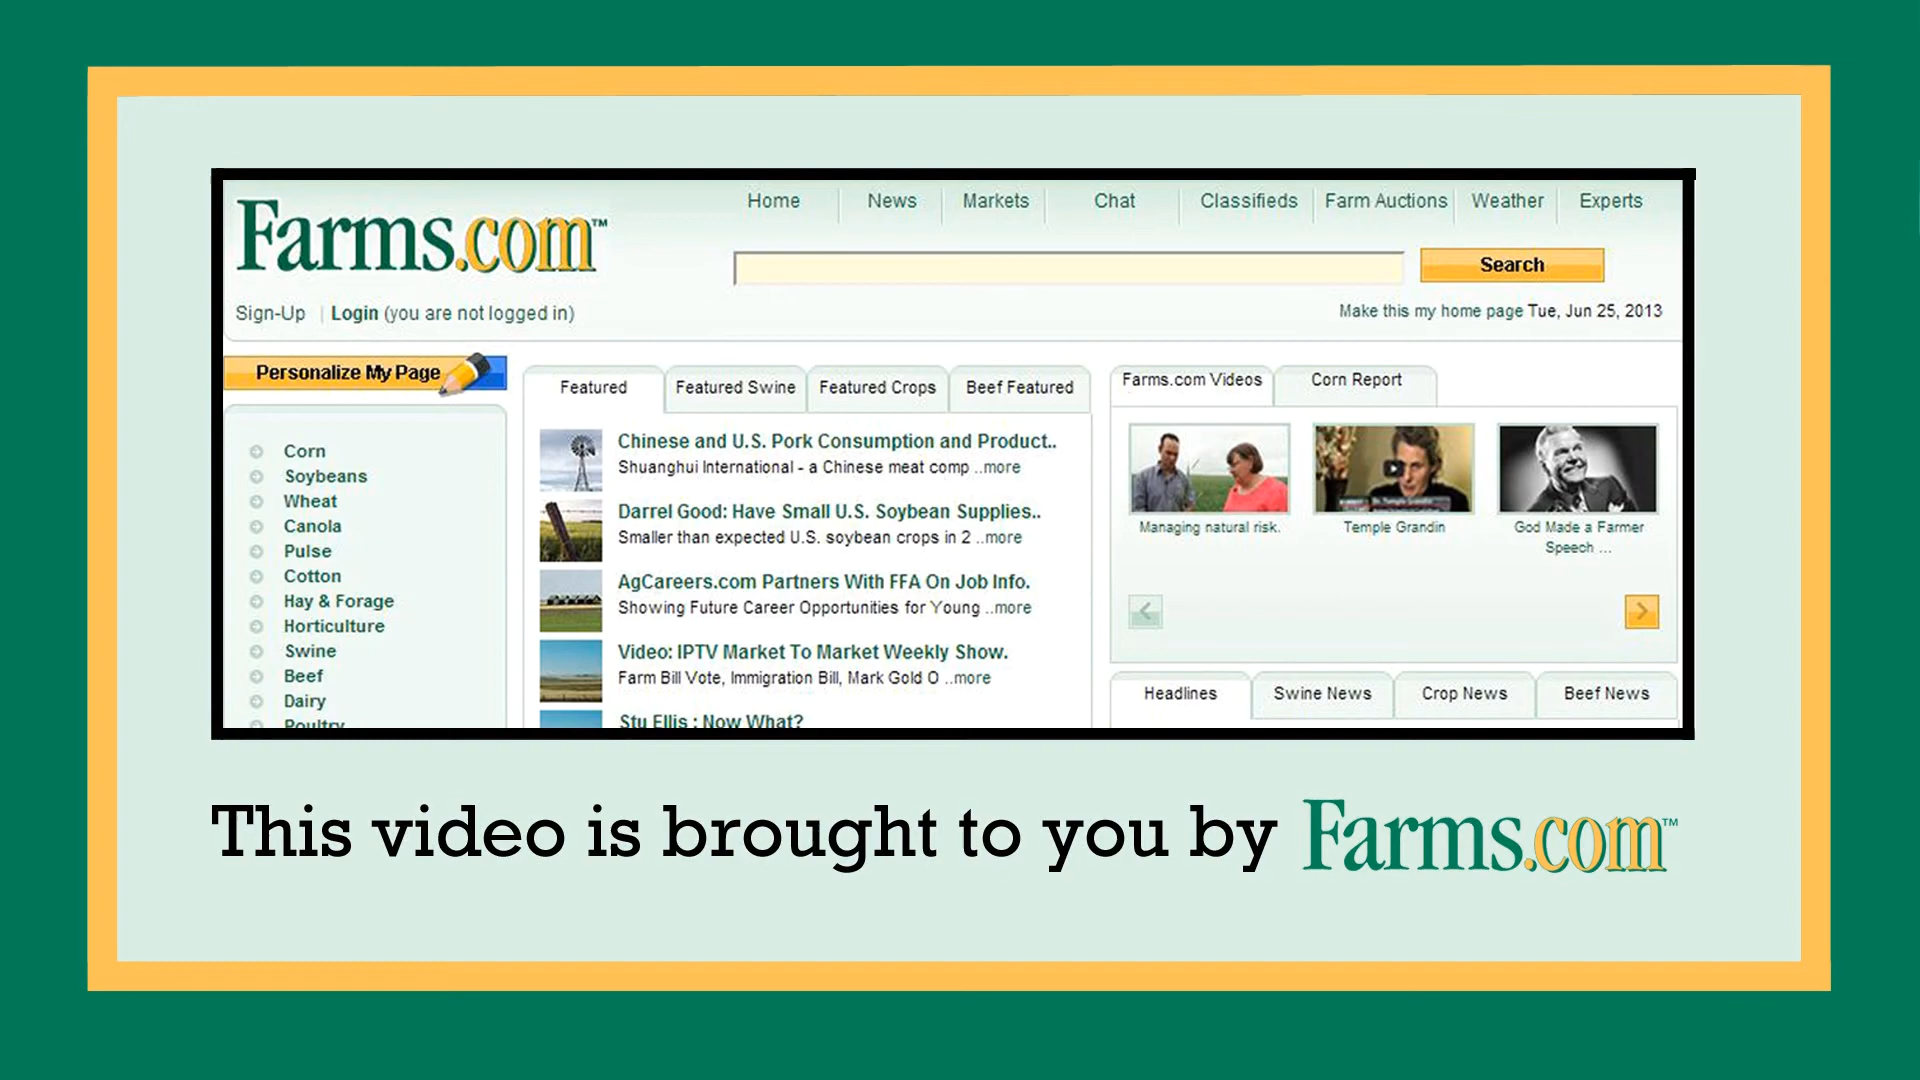 Farms.com™
Home News Markets Chat Classifieds Farm Auctions Weather Experts
Search
Sign-Up | Login (you are not logged in)
Make this my home page Tue, Jun 25, 2013
Personalize My Page
Corn
Soybeans
Wheat
Canola
Pulse
Cotton
Hay & Forage
Horticulture
Swine
Beef
Dairy
Poultry
Featured Featured Swine Featured Crops Beef Featured
Chinese and U.S. Pork Consumption and Product..
Shuanghui International - a Chinese meat comp ..more
Darrel Good: Have Small U.S. Soybean Supplies..
Smaller than expected U.S. soybean crops in 2 ..more
AgCareers.com Partners With FFA On Job Info.
Showing Future Career Opportunities for Young ..more
Video: IPTV Market To Market Weekly Show.
Farm Bill Vote, Immigration Bill, Mark Gold O ..more
Stu Ellis : Now What?
Farms.com Videos Corn Report
Managing natural risk.
Temple Grandin
God Made a Farmer
Speech ...
Headlines Swine News Crop News Beef News
This video is brought to you by Farms.com™